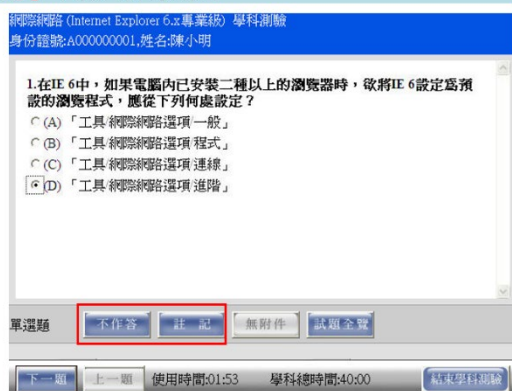 網際網路 (Internet Explorer 6.x專業級) 學科測驗
身份證號:A000000001,姓名:陳小明
1.在IE 6中，如果電腦內已安裝二種以上的瀏覽器時，欲將IE 6設定為預
設的瀏覽程式，應從下列何處設定？
(A) 「工具/網際網路選項/一般」
(B) 「工具/網際網路選項/程式」
(C) 「工具/網際網路選項/連線」
(D) 「工具/網際網路選項/進階」
單選題 不作答 註 記 無附件 試題全覽
下一題 上一題 使用時間:01:53 學科總時間:40:00 結束學科測驗